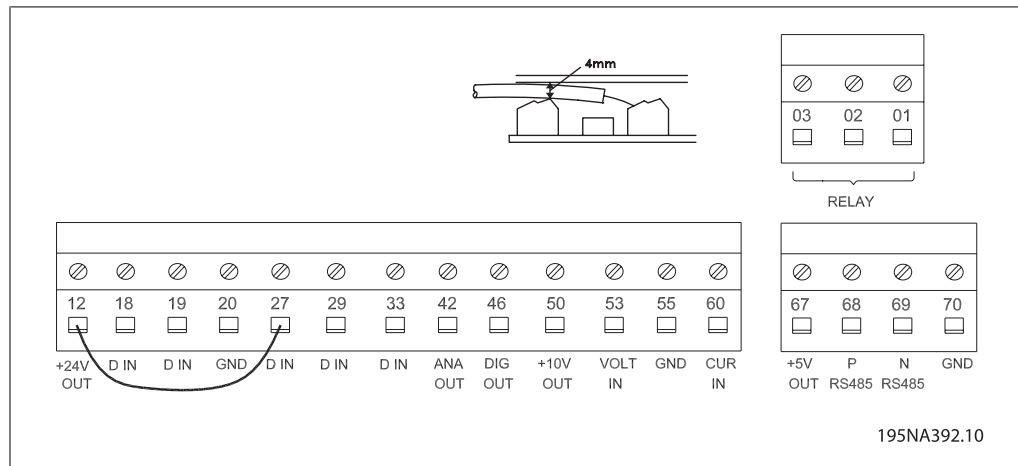 4mm
03 02 01
RELAY
12 18 19 20 27 29 33 42 46 50 53 55 60
+24V OUT D IN D IN GND D IN D IN D IN ANA OUT DIG OUT +10V OUT VOLT IN GND CUR IN
67 68 69 70
+5V OUT P RS485 N RS485 GND
195NA392.10